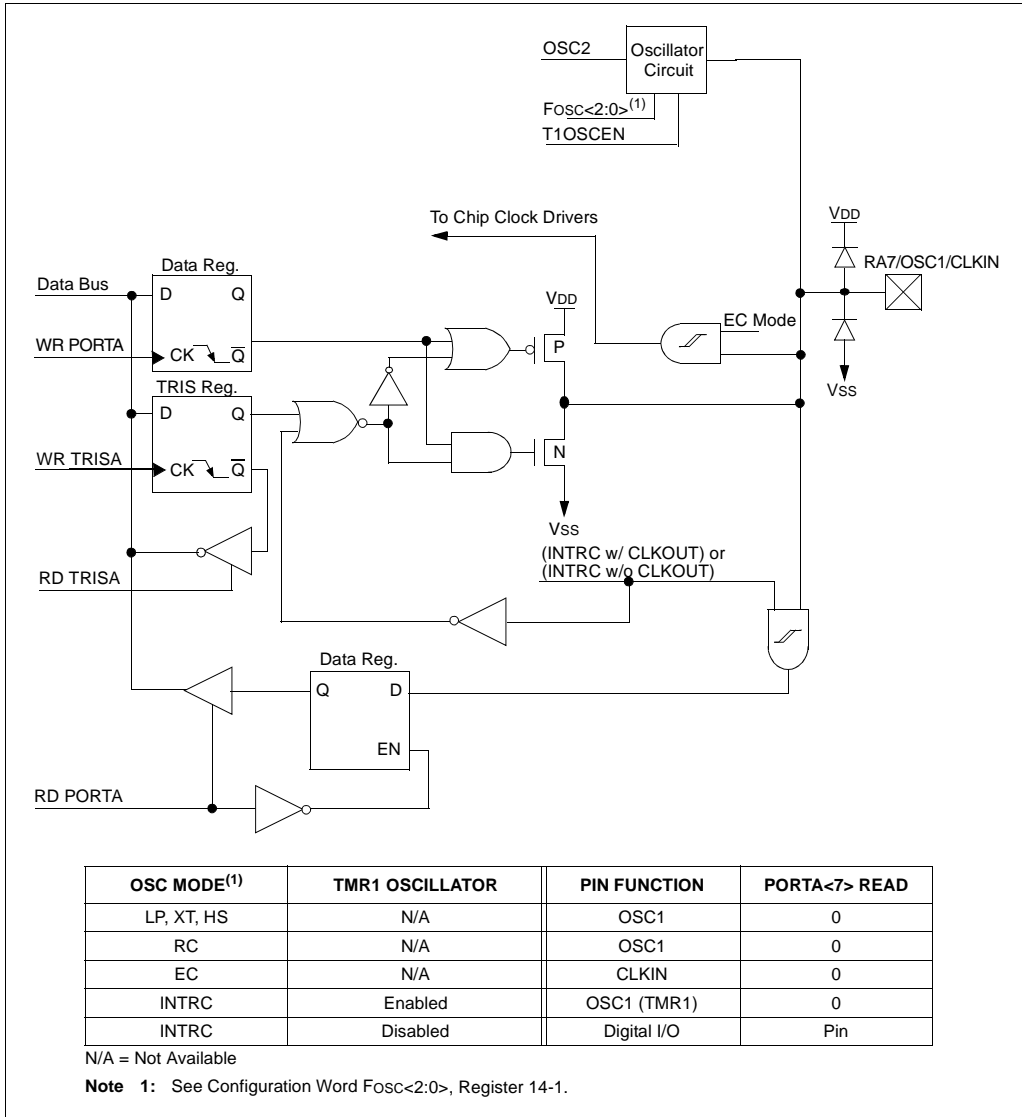 OSC2
Oscillator
Circuit
FOSC<2:0>(1)
T1OSCEN
To Chip Clock Drivers
VDD
RA7/OSC1/CLKIN
Data Reg.
Data Bus
D
Q
VDD
EC Mode
WR PORTA
CK
Q
P
VSS
TRIS Reg.
D
Q
WR TRISA
CK
Q
N
VSS
(INTRC w/ CLKOUT) or
(INTRC w/o CLKOUT)
RD TRISA
Data Reg.
Q
D
EN
RD PORTA
OSC MODE(1) TMR1 OSCILLATOR PIN FUNCTION PORTA<7> READ
LP, XT, HS N/A OSC1 0
RC N/A OSC1 0
EC N/A CLKIN 0
INTRC Enabled OSC1 (TMR1) 0
INTRC Disabled Digital I/O Pin
N/A = Not Available
Note 1: See Configuration Word FOSC<2:0>, Register 14-1.